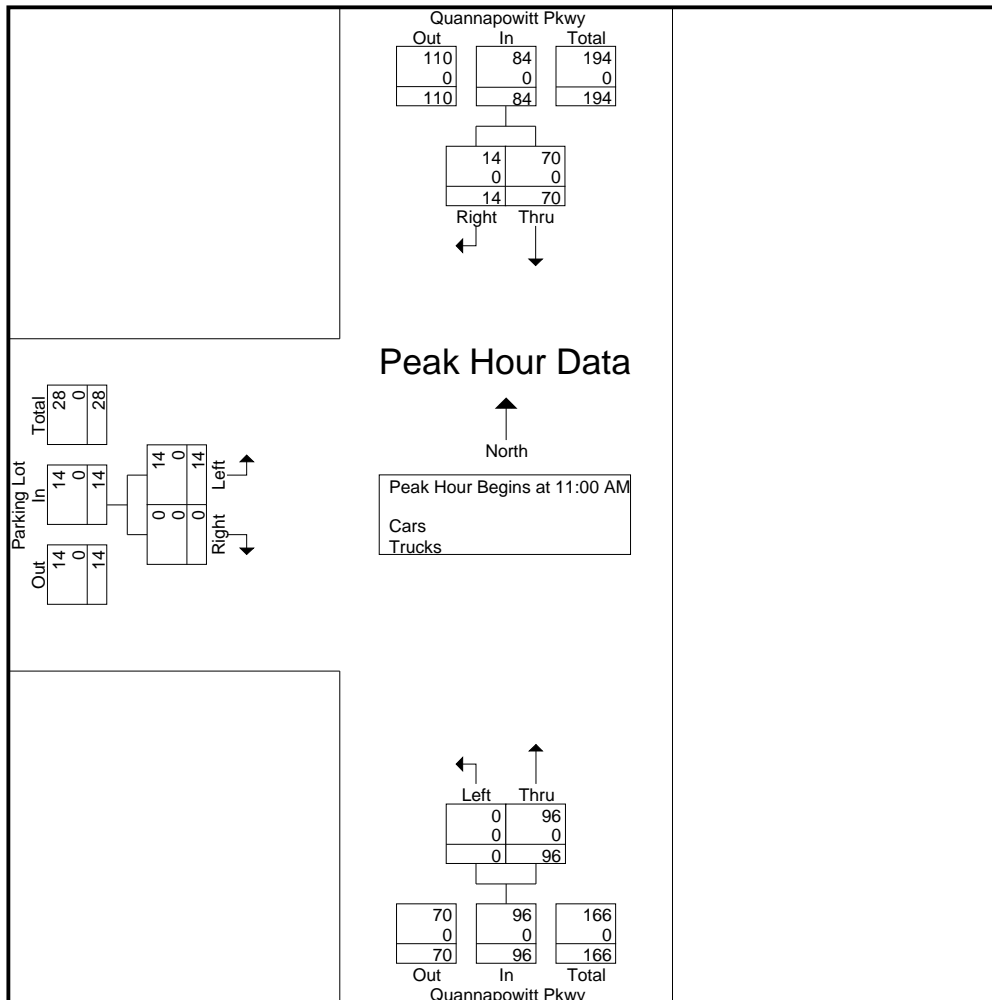 Quannapowitt Pkwy
Out In Total
110 84 194
0 0 0
110 84 194
14 70
0 0
14 70
Right Thru
Peak Hour Data
North
Peak Hour Begins at 11:00 AM
Cars
Trucks
Parking Lot
Out In Total
14 14 28
0 0 0
14 14 28
Right Left
0 14
0 0
0 14
Left Thru
0 96
0 0
0 96
70 96 166
0 0 0
70 96 166
Out In Total
Quannapowitt Pkwy